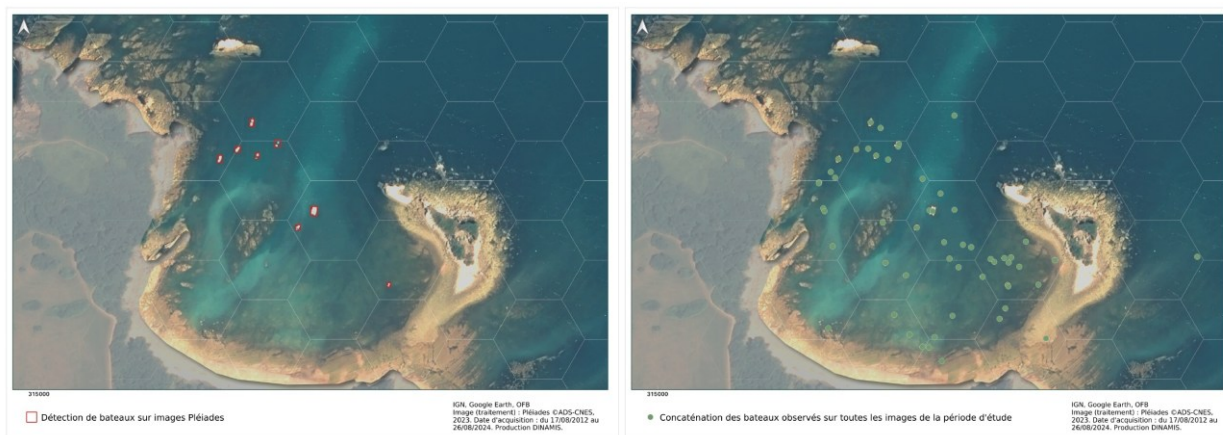 315000
Détection de bateaux sur images Pléiades
IGN, Google Earth, OFB
Image (traitement) : Pléiades ©ADS-CNES,
2023. Date d'acquisition : du 17/08/2012 au
26/08/2024. Production DINAMIS.
315000
Concaténation des bateaux observés sur toutes les images de la période d'étude
IGN, Google Earth, OFB
Image (traitement) : Pléiades ©ADS-CNES,
2023. Date d'acquisition : du 17/08/2012 au
26/08/2024. Production DINAMIS.